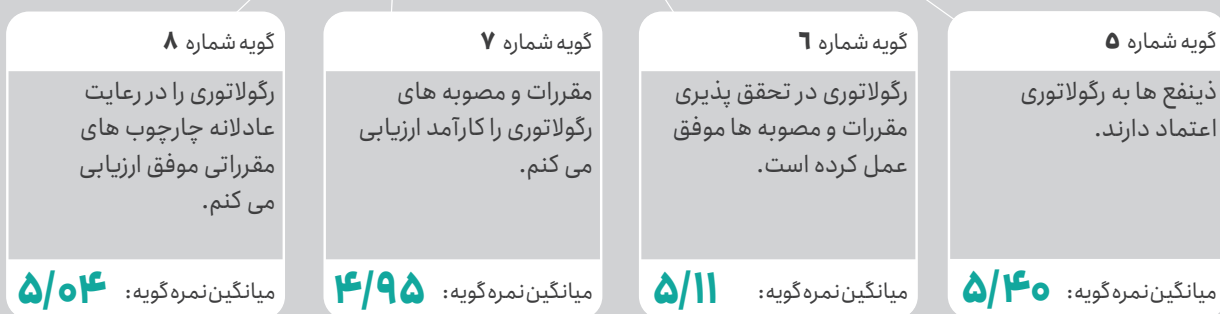 گویه شماره ۵
ذینفع ها به رگولاتوری
اعتماد دارند.
میانگین نمره گویه: ۵/۴۰
گویه شماره ۶
رگولاتوری در تحقق پذیری
مقررات و مصوبه ها موفق
عمل کرده است.
میانگین نمره گویه: ۵/۱۱
گویه شماره ۷
مقررات و مصوبه های
رگولاتوری را کارآمد ارزیابی
می کنم.
میانگین نمره گویه: ۴/۹۵
گویه شماره ۸
رگولاتوری را در رعایت
عادلانه چارچوب های
مقرراتی موفق ارزیابی
می کنم.
میانگین نمره گویه: ۵/۰۴